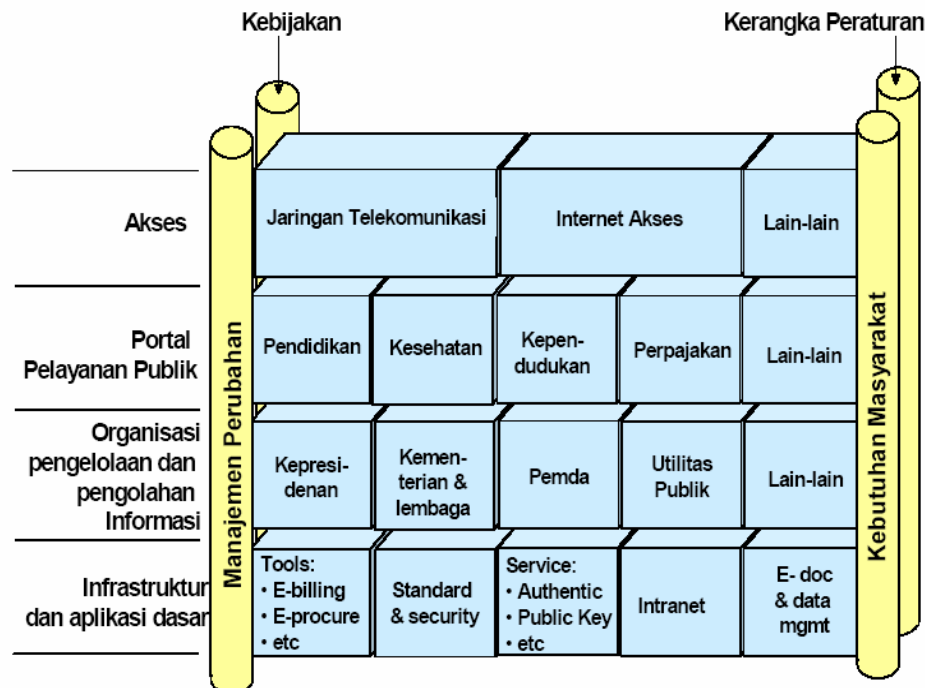 Kebijakan
Kerangka Peraturan
Manajemen Perubahan
Kebutuhan Masyarakat
Akses
Jaringan Telekomunikasi
Internet Akses
Lain-lain
Portal
Pelayanan Publik
Pendidikan
Kesehatan
Kepen-
dudukan
Perpajakan
Lain-lain
Organisasi
pengelolaan dan
pengolahan
Informasi
Kepresi-
denan
Kemen-
terian &
lembaga
Pemda
Utilitas
Publik
Lain-lain
Infrastruktur
dan aplikasi dasar
Tools:
• E-billing
• E-procure
• etc
Standard
& security
Service:
• Authentic
• Public Key
• etc
Intranet
E- doc
& data
mgmt